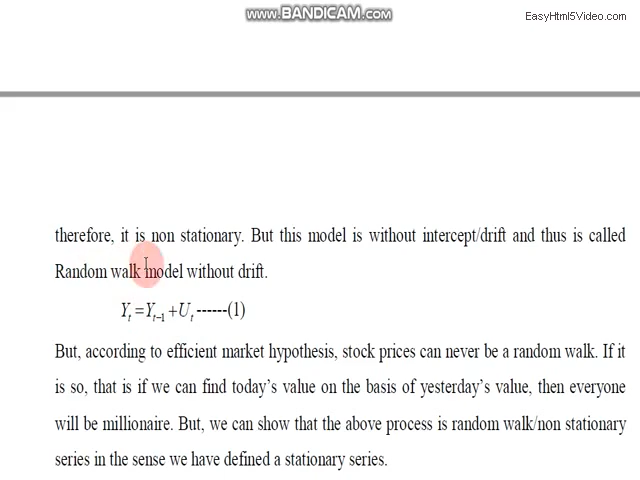 www.BANDICAM.com
EasyHtml5Video.com
therefore, it is non stationary. But this model is without intercept/drift and thus is called
Random walk model without drift.
Yₜ=Yₜ₋₁+Uₜ ------(1)
But, according to efficient market hypothesis, stock prices can never be a random walk. If it
is so, that is if we can find today’s value on the basis of yesterday’s value, then everyone
will be millionaire. But, we can show that the above process is random walk/non stationary
series in the sense we have defined a stationary series.